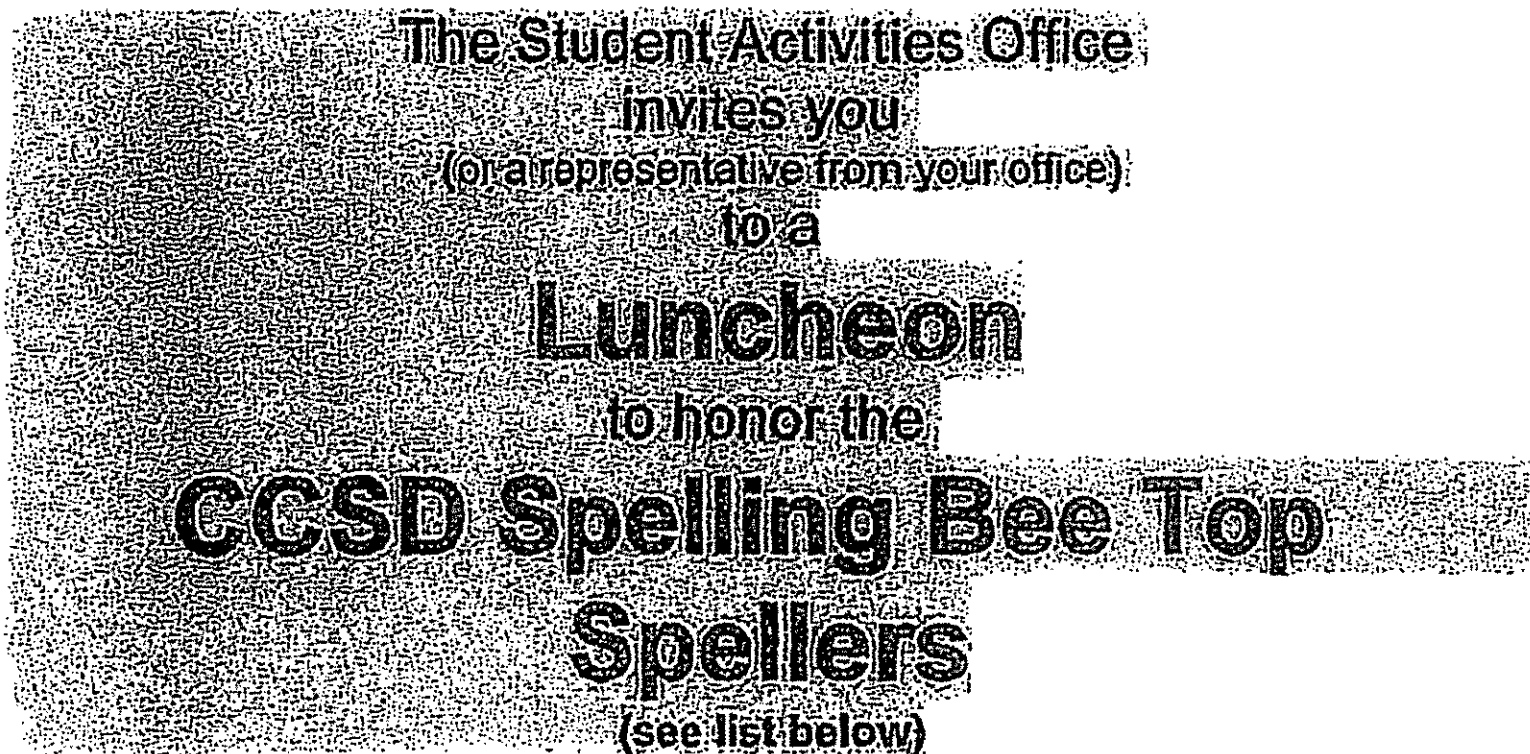 The Student Activities Office
invites you
(or a representative from your office)
to a
Luncheon
to honor the
CCSD Spelling Bee Top
Spellers
(see list below)